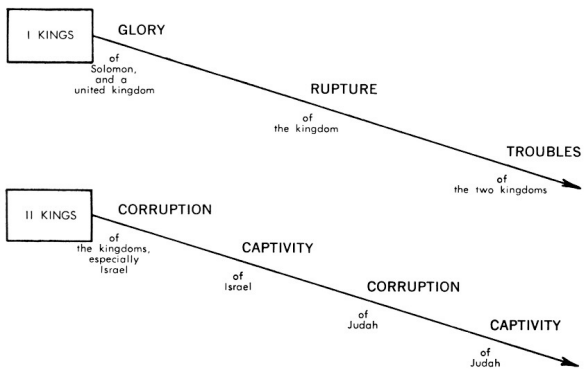 I KINGS
GLORY
of
Solomon,
and a
united kingdom
RUPTURE
of
the kingdom
TROUBLES
of
the two kingdoms
II KINGS
CORRUPTION
of
the kingdoms,
especially
Israel
CAPTIVITY
of
Israel
CORRUPTION
of
Judah
CAPTIVITY
of
Judah